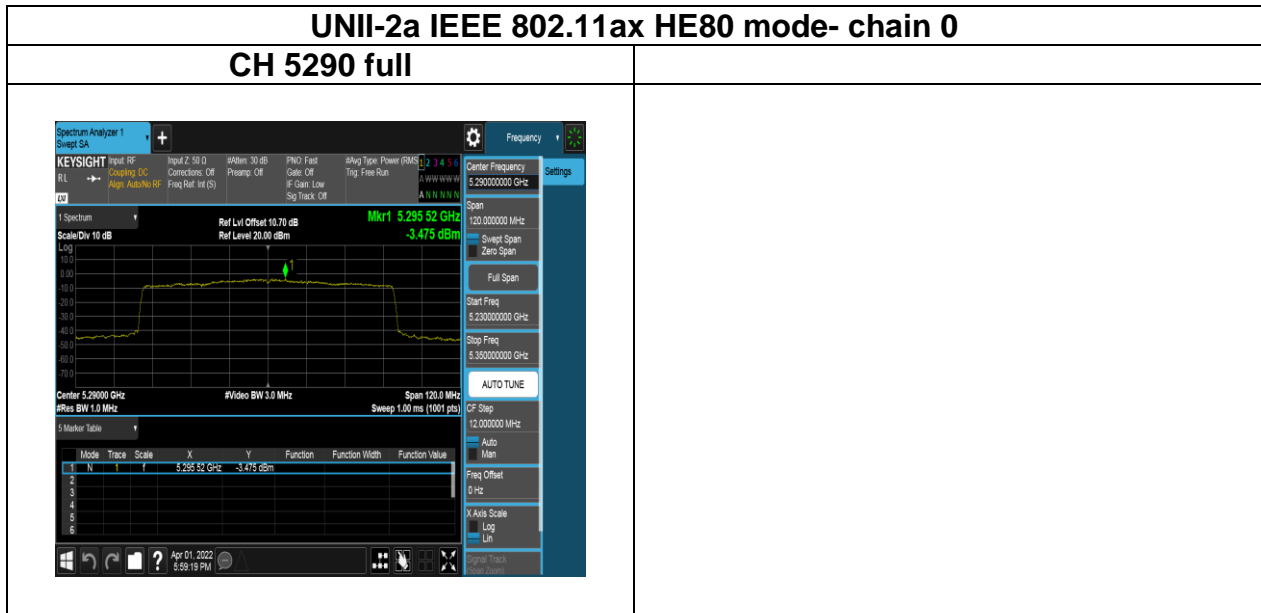 UNII-2a IEEE 802.11ax HE80 mode- chain 0
CH 5290 full
Spectrum Analyzer 1
Swept SA
+
Frequency
KEYSIGHT
RL
Input: RF
Coupling: DC
Align: Auto/No RF
Input Z: 50 Ω
Corrections: Off
Freq Ref: Int (S)
#Atten: 30 dB
Preamp: Off
PNO: Fast
Gate: Off
IF Gain: Low
Sig Track: Off
#Avg Type: Power (RMS
Trig: Free Run
1 2 3 4 5 6
A W W W W W
A N N N N N
Center Frequency
5.290000000 GHz
Settings
Span
120.000000 MHz
Swept Span
Zero Span
Full Span
Start Freq
5.230000000 GHz
Stop Freq
5.350000000 GHz
AUTO TUNE
CF Step
12.000000 MHz
Auto
Man
Freq Offset
0 Hz
X Axis Scale
Log
Lin
Signal Track
(Span Zoom)
1 Spectrum
Scale/Div 10 dB
Ref Lvl Offset 10.70 dB
Ref Level 20.00 dBm
Mkr1 5.295 52 GHz
-3.475 dBm
Log
10.0
0.00
-10.0
-20.0
-30.0
-40.0
-50.0
-60.0
-70.0
1
Center 5.29000 GHz
#Res BW 1.0 MHz
#Video BW 3.0 MHz
Span 120.0 MHz
Sweep 1.00 ms (1001 pts)
5 Marker Table
Mode Trace Scale X Y Function Function Width Function Value
1 N 1 f 5.295 52 GHz -3.475 dBm
2
3
4
5
6
?
Apr 01, 2022
5:59:19 PM